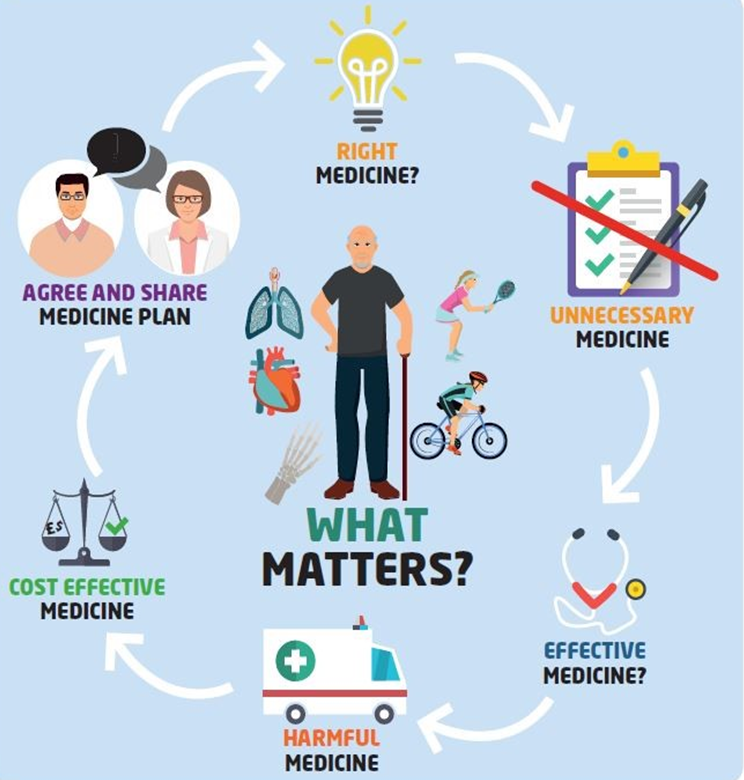 RIGHT
MEDICINE?
UNNECESSARY
MEDICINE
EFFECTIVE
MEDICINE?
HARMFUL
MEDICINE
£$
COST EFFECTIVE
MEDICINE
!
AGREE AND SHARE
MEDICINE PLAN
WHAT
MATTERS?